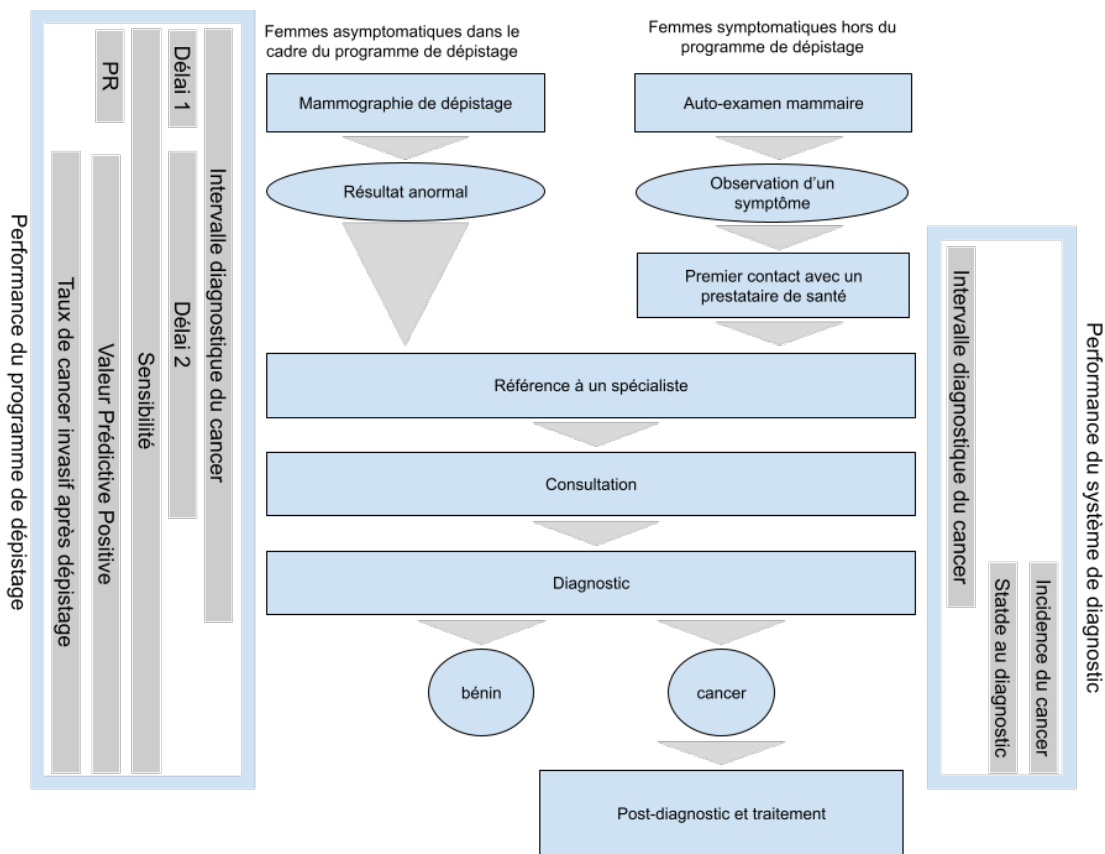 Femmes asymptomatiques dans le
cadre du programme de dépistage
Femmes symptomatiques hors du
programme de dépistage
Mammographie de dépistage
Auto-examen mammaire
Résultat anormal
Observation d'un
symptôme
Premier contact avec un
prestataire de santé
Référence à un spécialiste
Consultation
Diagnostic
bénin
cancer
Post-diagnostic et traitement
Performance du programme de dépistage
Taux de cancer invasif après dépistage
PR
Valeur Prédictive Positive
Sensibilité
Délai 1
Délai 2
Intervalle diagnostique du cancer
Intervalle diagnostique du cancer
Statde au diagnostic
Incidence du cancer
Performance du système de diagnostic